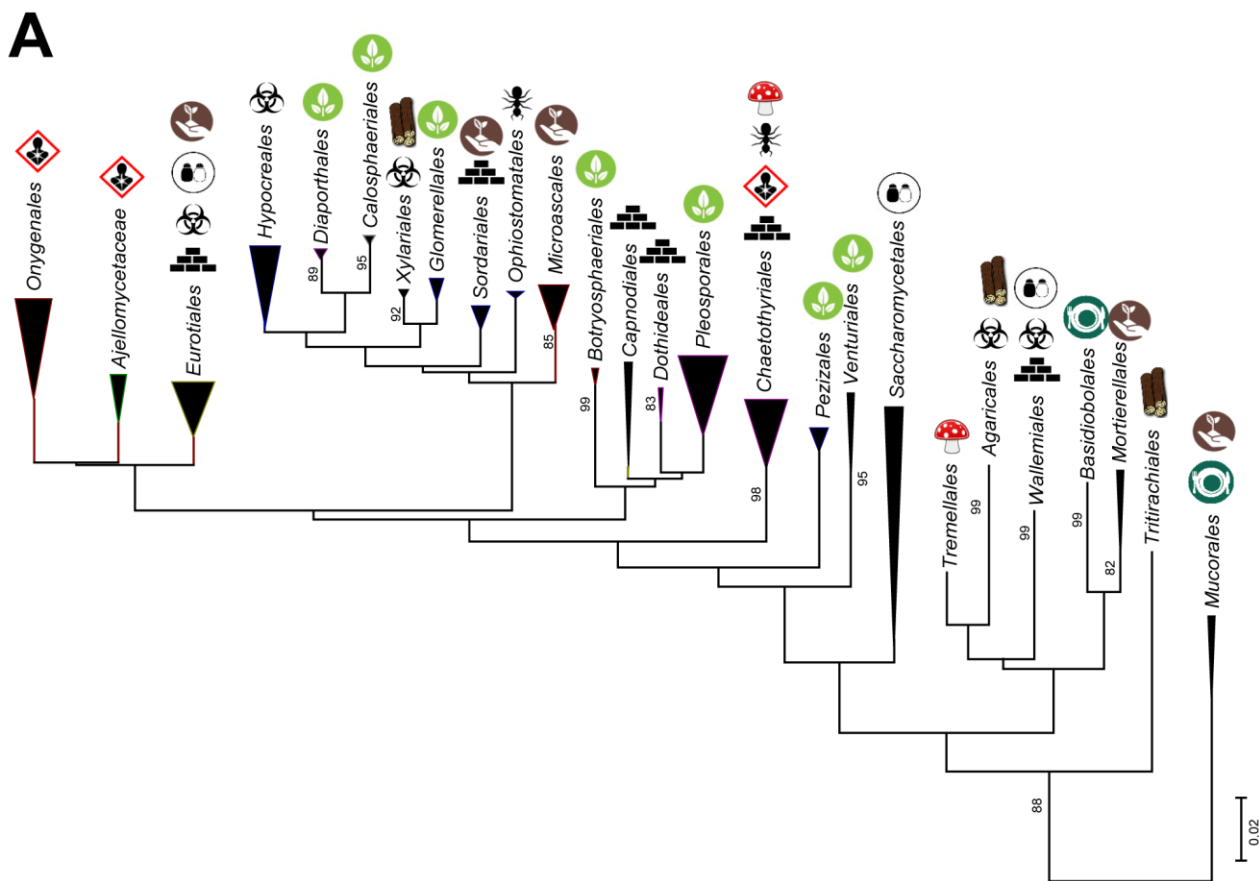 A
Onygenales
Ajellomycetaceae
Eurotiales
Hypocreales
Diaporthales
89
Calosphaeriales
95
Xylariales
92
Glomerellales
Sordariales
Ophiostomatales
Microascales
85
Botryosphaeriales
99
Capnodiales
Dothideales
83
Pleosporales
Chaetothyriales
98
Pezizales
Venturiales
95
Saccharomycetales
Tremellales
Agaricales
99
Wallemiales
99
Basidiobolales
99
Mortierellales
82
Tritirachiales
Mucorales
88
0.02